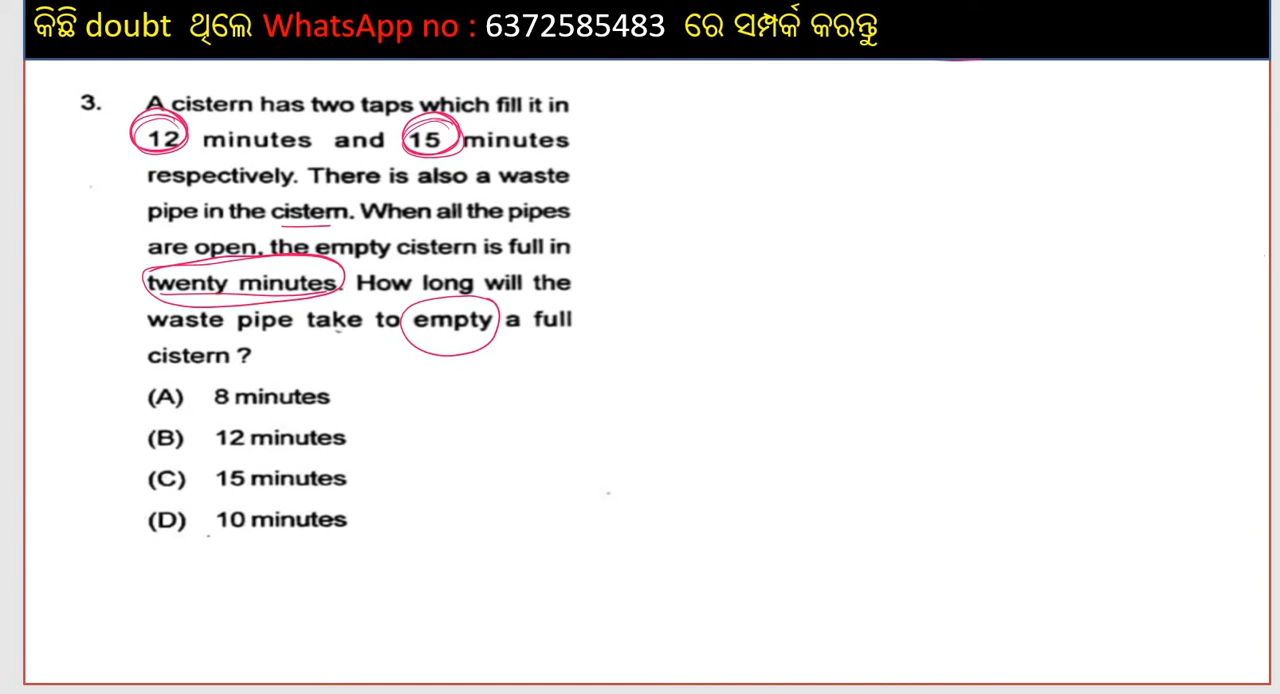 କିଛି doubt ଥିଲେ WhatsApp no : 6372585483 ରେ ସମ୍ପର୍କ କରନ୍ତୁ
3. A cistern has two taps which fill it in
12 minutes and 15 minutes
respectively. There is also a waste
pipe in the cistern. When all the pipes
are open, the empty cistern is full in
twenty minutes. How long will the
waste pipe take to empty a full
cistern ?
(A) 8 minutes
(B) 12 minutes
(C) 15 minutes
(D) 10 minutes